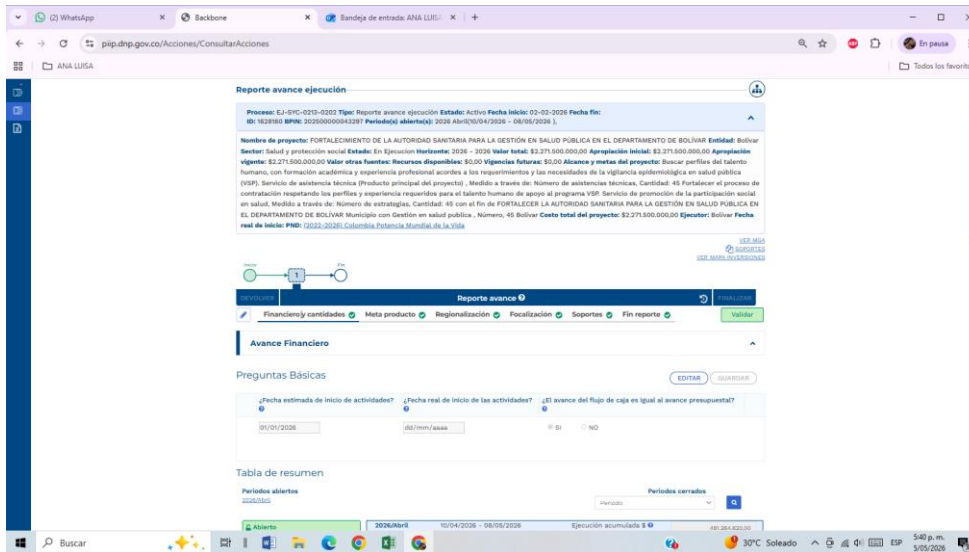 (2) WhatsApp
Backbone
Bandeja de entrada: ANA LUIS
piip.dnp.gov.co/Acciones/ConsultarAcciones
En pausa
ANA LUISA
Todos los favorit
Reporte avance ejecución
Proceso: EJ-SYC-0213-0202 Tipo: Reporte avance ejecución Estado: Activo Fecha inicio: 02-02-2026 Fecha fin:
ID: 1628180 BPIN: 202500000043297 Periodo(s) abierto(s): 2026 Abril(10/04/2026 - 08/05/2026 ),
Nombre de proyecto: FORTALECIMIENTO DE LA AUTORIDAD SANITARIA PARA LA GESTIÓN EN SALUD PÚBLICA EN EL DEPARTAMENTO DE BOLÍVAR Entidad: Bolivar
Sector: Salud y protección social Estado: En Ejecucion Horizonte: 2026 - 2026 Valor total: $2.271.500.000,00 Apropiación inicial: $2.271.500.000,00 Apropiación
vigente: $2.271.500.000,00 Valor otras fuentes: Recursos disponibles: $0,00 Vigencias futuras: $0,00 Alcance y metas del proyecto: Buscar perfiles del talento
humano, con formación y experiencia profesional acordes a los requerimientos y las necesidades de la vigilancia epidemiológica en salud pública
(VSP). Servicio de asistencia técnica (Producto principal del proyecto) , Medido a través de: Número de asistencias técnicas, Cantidad: 45 Fortalecer el proceso de
contratación respetando los perfiles y experiencia requeridos para el talento humano de apoyo al programa VSP. Servicio de promoción de la participación social
en salud, Medido a través de: Número de estrategias, Cantidad: 45 con el fin de FORTALECER LA AUTORIDAD SANITARIA PARA LA GESTIÓN EN SALUD PÚBLICA EN
EL DEPARTAMENTO DE BOLÍVAR Municipio con Gestión en salud publica , Número, 45 Bolivar Costo total del proyecto: $2.271.500.000,00 Ejecutor: Bolivar Fecha
real de inicio: PND: (2022-2026) Colombia Potencia Mundial de la Vida
VER MGA
SOPORTES
VER MAPA INVERSIONES
Inicio
1
Fin
DEVOLVER
Reporte avance
FINALIZAR
Financiero y cantidades
Meta producto
Regionalización
Focalización
Soportes
Fin reporte
Validar
Avance Financiero
Preguntas Básicas
EDITAR
GUARDAR
¿Fecha estimada de inicio de actividades?
¿Fecha real de inicio de las actividades?
¿El avance del flujo de caja es igual al avance presupuestal?
01/01/2026
dd/mm/aaaa
SI
NO
Tabla de resumen
Periodos abiertos
2026/Abril
Periodos cerrados
Periodo
Abierto
2026/Abril
10/04/2026 - 08/05/2026
Ejecución acumulada $
Buscar
30°C Soleado
ESP
5:40 p. m.
5/05/2026